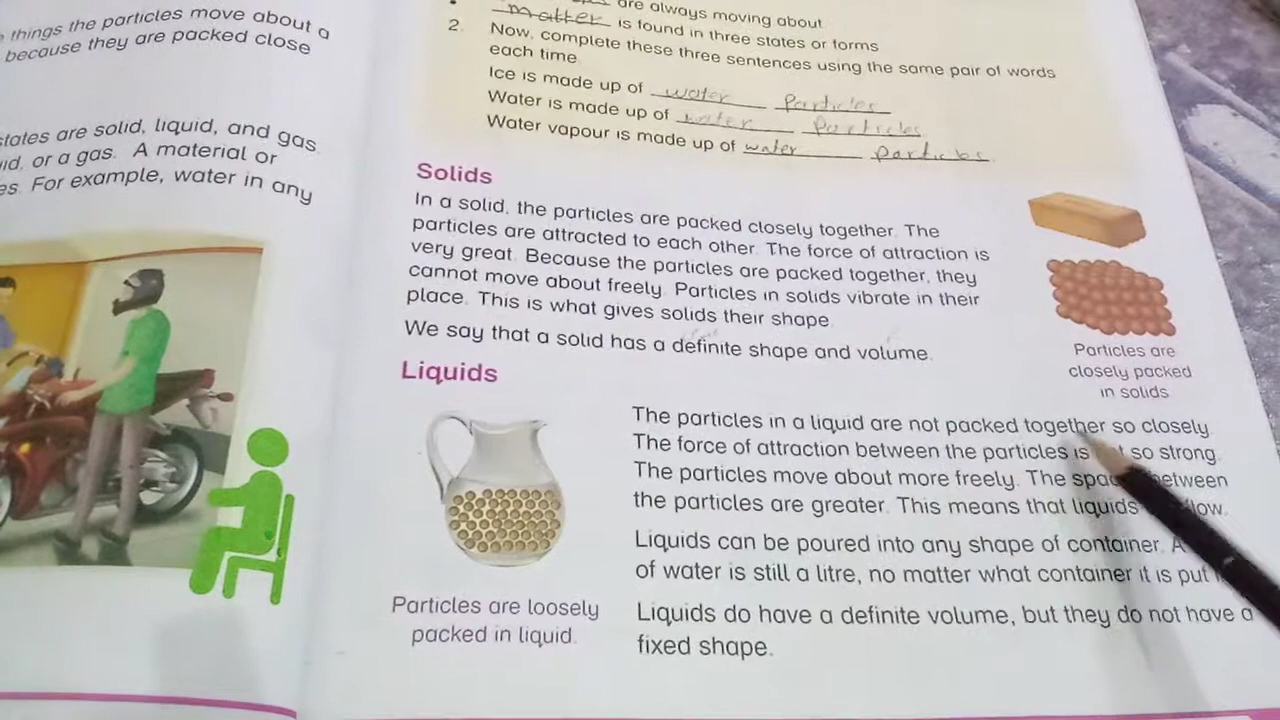 things the particles move about a
because they are packed close
states are solid, liquid, and gas.
or a gas. A material or
For example, water in any
are always moving about
matter is found in three states or forms
2. Now, complete these three sentences using the same pair of words
each time
Ice is made up of water Particles
Water is made up of water Particles
Water vapour is made up of water particles.
Solids
In a solid, the particles are packed closely together. The
particles are attracted to each other. The force of attraction is
very great. Because the particles are packed together, they
cannot move about freely. Particles in solids vibrate in their
place. This is what gives solids their shape.
We say that a solid has a definite shape and volume.
Particles are
closely packed
in solids
Liquids
The particles in a liquid are not packed together so closely.
The force of attraction between the particles is so strong.
The particles move about more freely. The between
the particles are greater. This means that liquids
Liquids can be poured into any shape of container.
of water is still a litre, no matter what container it is put
Liquids do have a definite volume, but they do not have a
fixed shape.
Particles are loosely
packed in liquid.